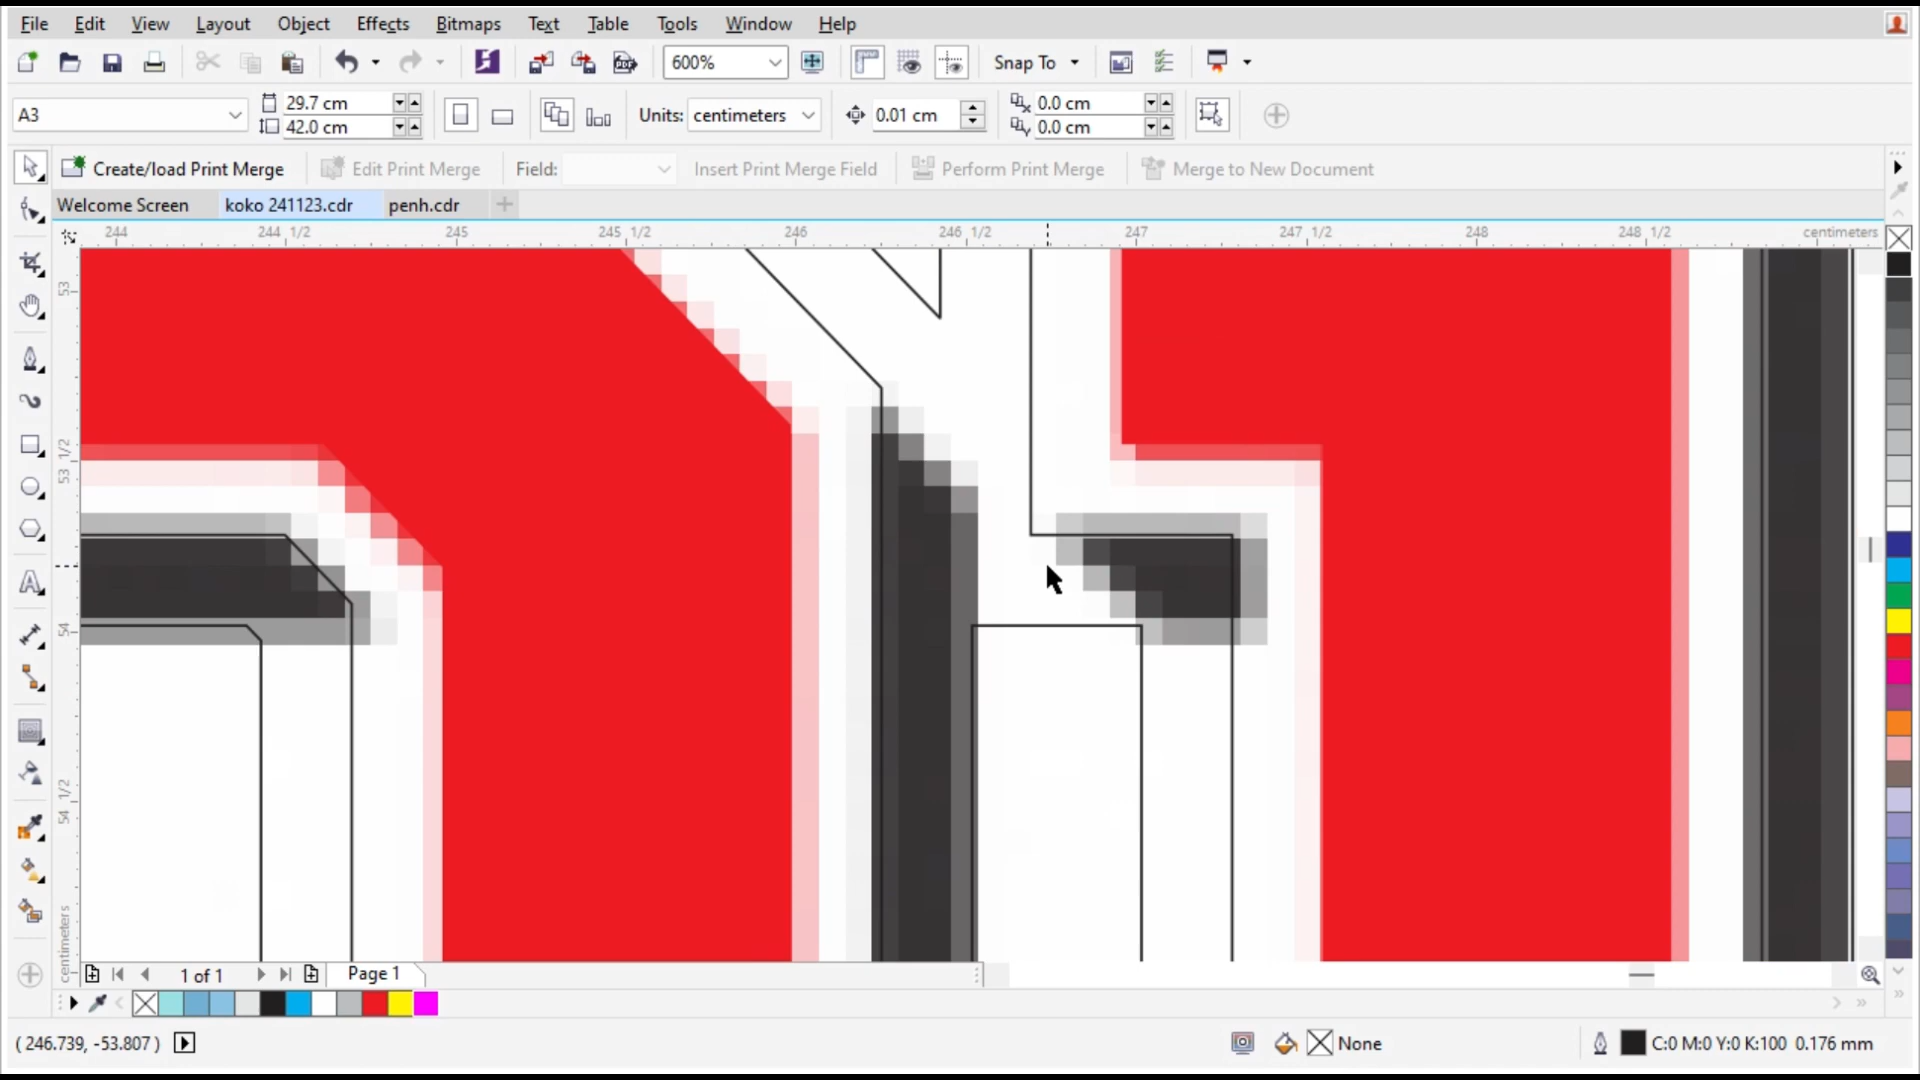 File Edit View Layout Object Effects Bitmaps Text Table Tools Window Help
PDF 600% Snap To
A3 29.7 cm 42.0 cm Units: centimeters 0.01 cm 0.0 cm 0.0 cm
Create/load Print Merge Edit Print Merge Field: Insert Print Merge Field Perform Print Merge Merge to New Document
Welcome Screen koko 241123.cdr penh.cdr
244 244 1/2 245 245 1/2 246 246 1/2 247 247 1/2 248 248 1/2 centimeters
53
53 1/2
54
54 1/2
centimeters
1 of 1 Page 1
( 246.739, -53.807 ) None C:0 M:0 Y:0 K:100 0.176 mm